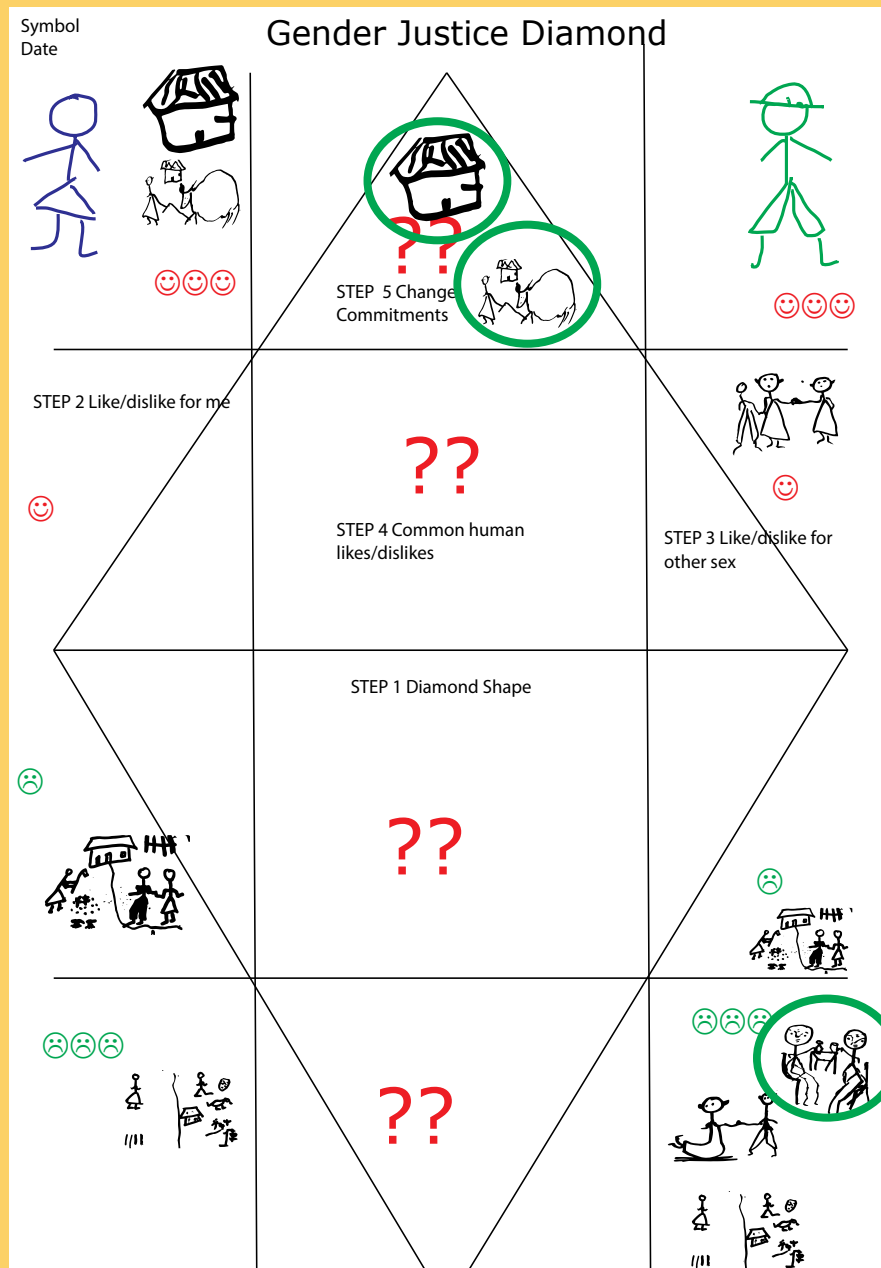 Symbol
Date
Gender Justice Diamond
??
STEP 5 Change
Commitments
STEP 2 Like/dislike for me
??
STEP 4 Common human
likes/dislikes
STEP 3 Like/dislike for
other sex
STEP 1 Diamond Shape
??
??